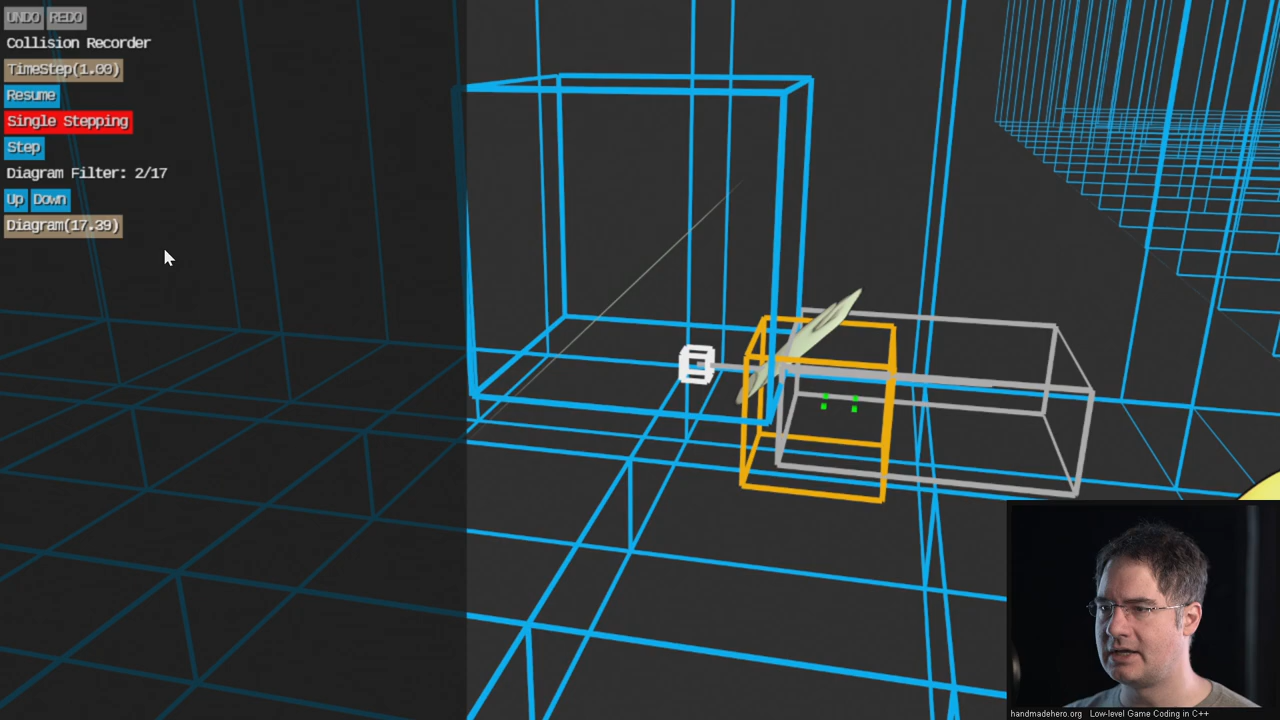 UNDO REDO
Collision Recorder
TimeStep(1.00)
Resume
Single Stepping
Step
Diagram Filter: 2/17
Up Down
Diagram(17.39)
handmadehero.org Low-level Game Coding in C++